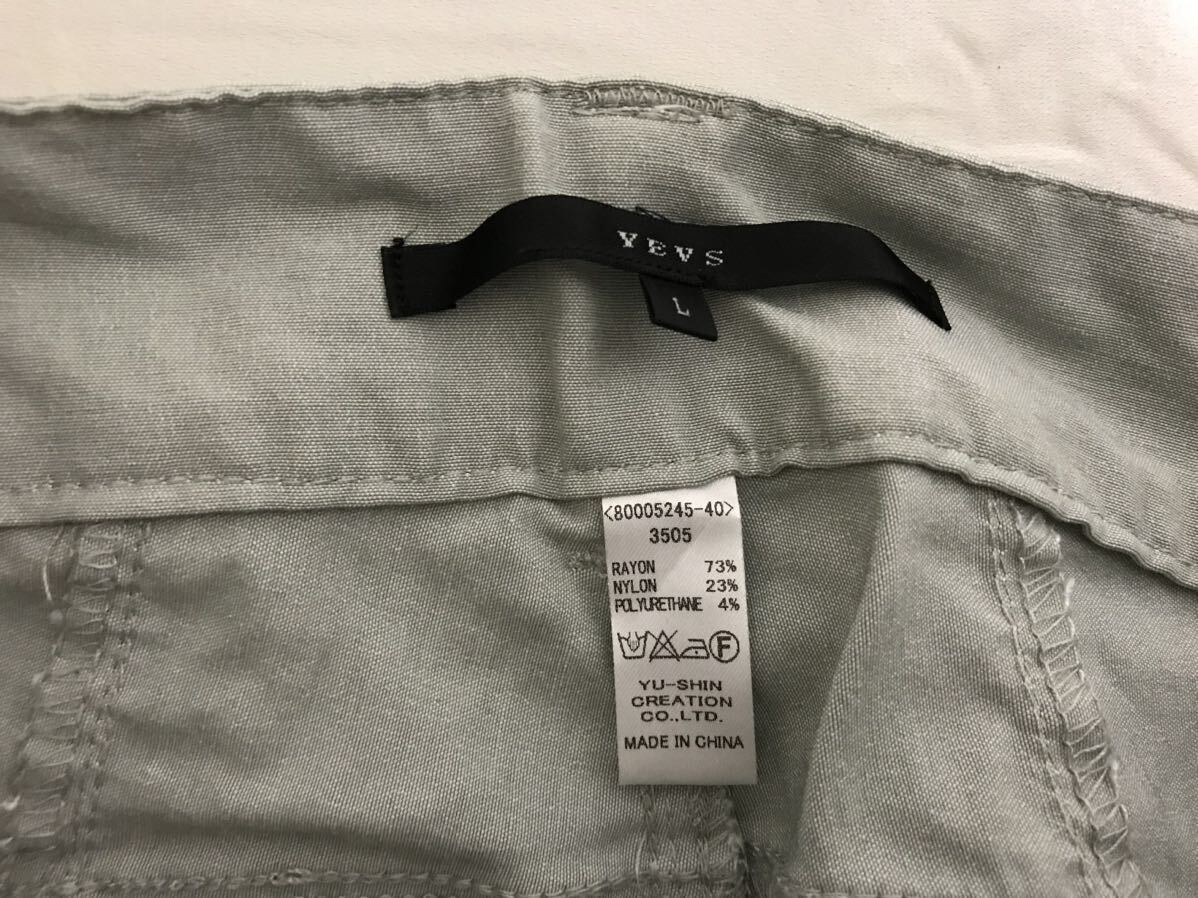 YEVS
L
<80005245-40>
3505
RAYON 73%
NYLON 23%
POLYURETHANE 4%
F
YU-SHIN
CREATION
CO.,LTD.
MADE IN CHINA